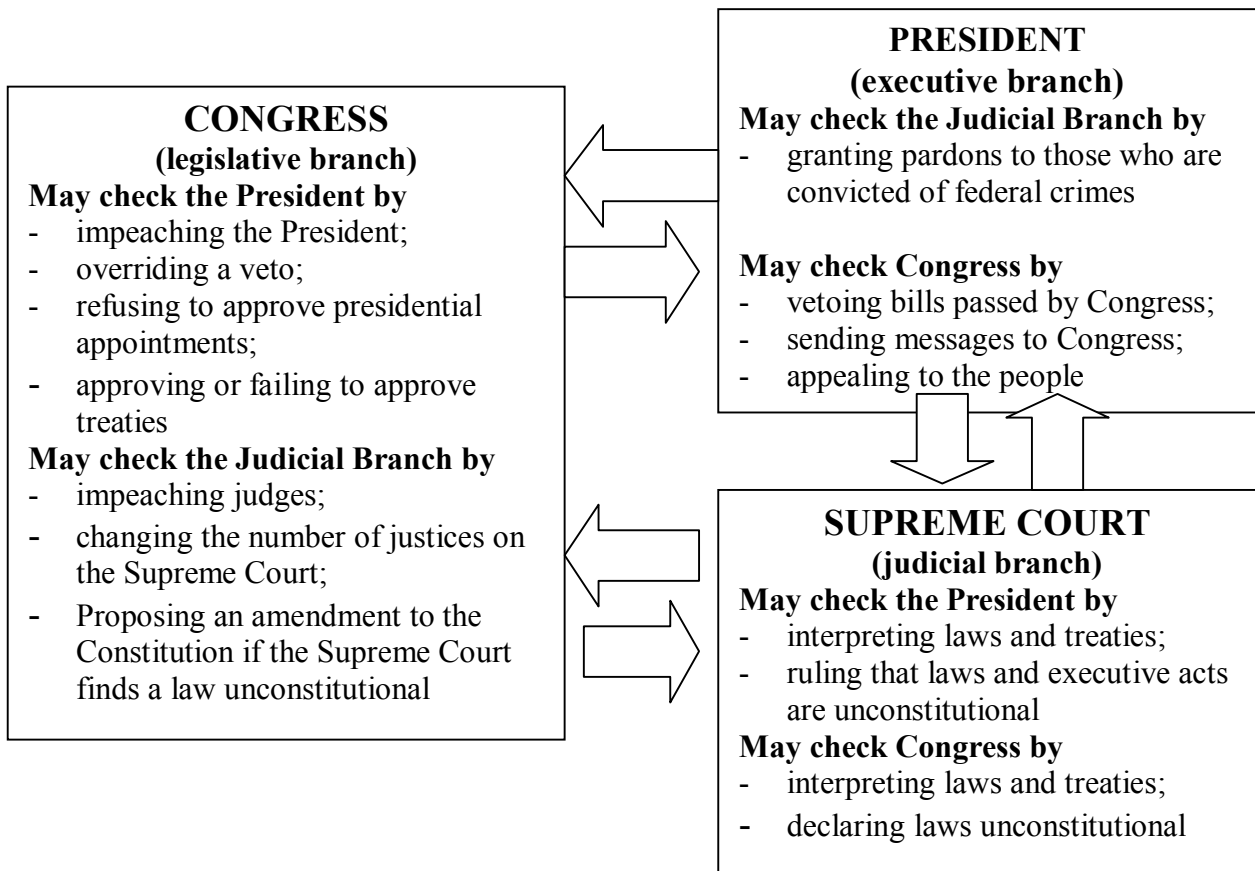 CONGRESS
(legislative branch)
May check the President by
- impeaching the President;
- overriding a veto;
- refusing to approve presidential
appointments;
- approving or failing to approve
treaties
May check the Judicial Branch by
- impeaching judges;
- changing the number of justices on
the Supreme Court;
- Proposing an amendment to the
Constitution if the Supreme Court
finds a law unconstitutional
PRESIDENT
(executive branch)
May check the Judicial Branch by
- granting pardons to those who are
convicted of federal crimes
May check Congress by
- vetoing bills passed by Congress;
- sending messages to Congress;
- appealing to the people
SUPREME COURT
(judicial branch)
May check the President by
- interpreting laws and treaties;
- ruling that laws and executive acts
are unconstitutional
May check Congress by
- interpreting laws and treaties;
- declaring laws unconstitutional